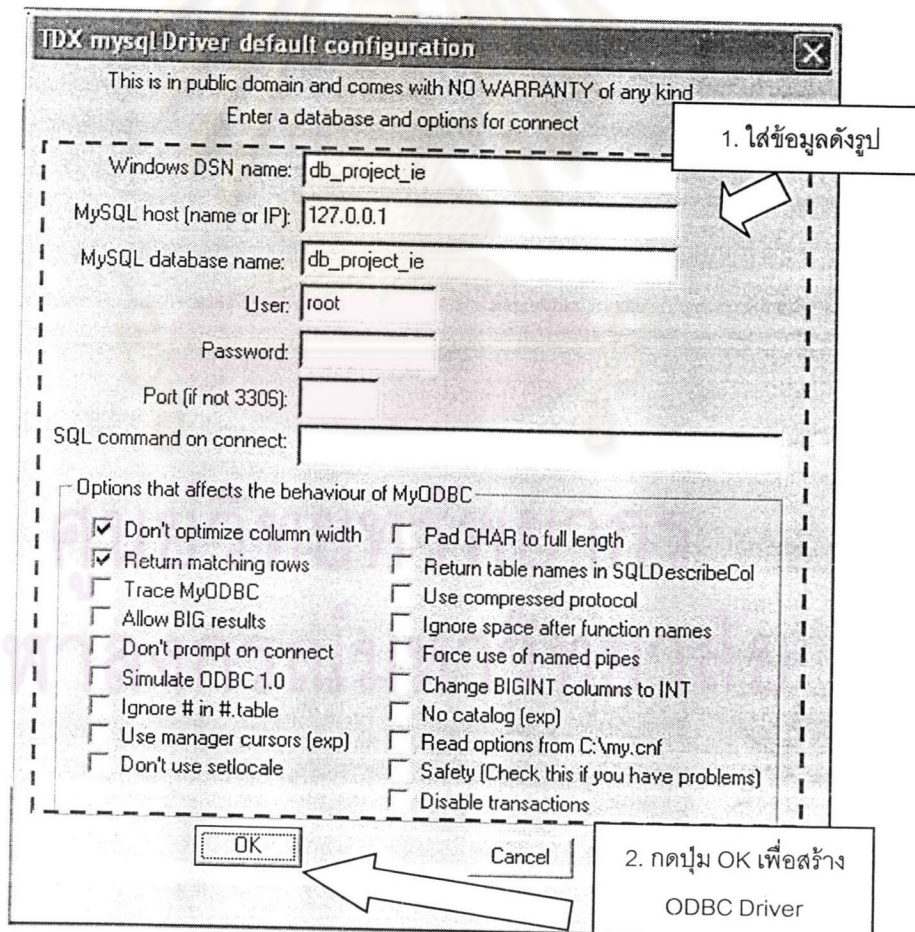 TDX mysql Driver default configuration
This is in public domain and comes with NO WARRANTY of any kind
Enter a database and options for connect
1. ใส่ข้อมูลดังรูป
Windows DSN name: db_project_ie
MySQL host (name or IP): 127.0.0.1
MySQL database name: db_project_ie
User: root
Password:
Port (if not 3306):
SQL command on connect:
Options that affects the behaviour of MyODBC
Don't optimize column width
Return matching rows
Trace MyODBC
Allow BIG results
Don't prompt on connect
Simulate ODBC 1.0
Ignore # in #.table
Use manager cursors (exp)
Don't use setlocale
Pad CHAR to full length
Return table names in SQLDescribeCol
Use compressed protocol
Ignore space after function names
Force use of named pipes
Change BIGINT columns to INT
No catalog (exp)
Read options from C:\my.cnf
Safety (Check this if you have problems)
Disable transactions
OK
Cancel
2. กดปุ่ม OK เพื่อสร้าง
ODBC Driver